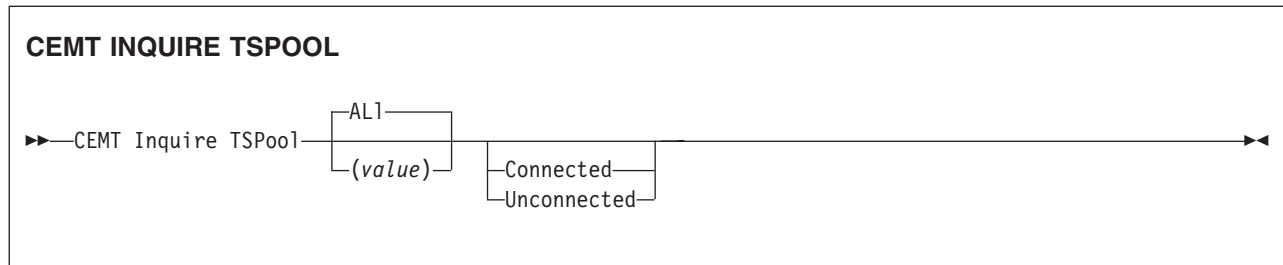 CEMT INQUIRE TSPOOL
ALl
CEMT Inquire TSPool
(value)
Connected
Unconnected